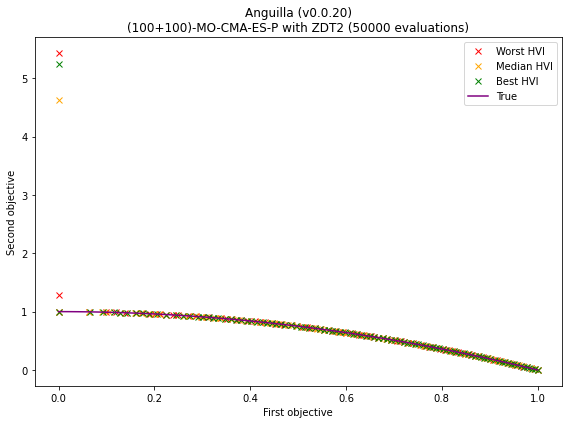 Anguilla (v0.0.20)
(100+100)-MO-CMA-ES-P with ZDT2 (50000 evaluations)
Worst HVI
Median HVI
Best HVI
True
Second objective
5
4
3
2
1
0
0.0 0.2 0.4 0.6 0.8 1.0
First objective